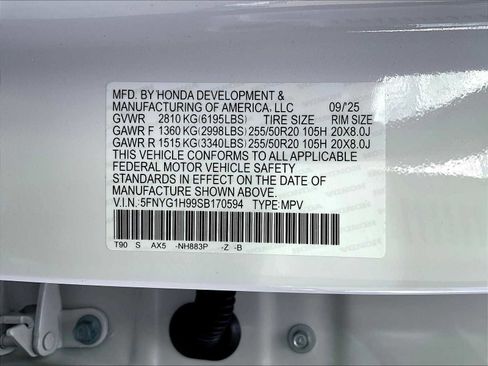 MFD. BY HONDA DEVELOPMENT &
MANUFACTURING OF AMERICA, LLC 09/'25
GVWR 2810 KG(6195LBS) TIRE SIZE RIM SIZE
GAWR F 1360 KG(2998LBS) 255/50R20 105H 20X8.0J
GAWR R 1515 KG(3340LBS) 255/50R20 105H 20X8.0J
THIS VEHICLE CONFORMS TO ALL APPLICABLE
FEDERAL MOTOR VEHICLE SAFETY
STANDARDS IN EFFECT ON THE DATE OF
MANUFACTURE SHOWN ABOVE.
V.I.N.:5FNYG1H99SB170594 TYPE:MPV
T90 S AX5 -NH883P -Z -B